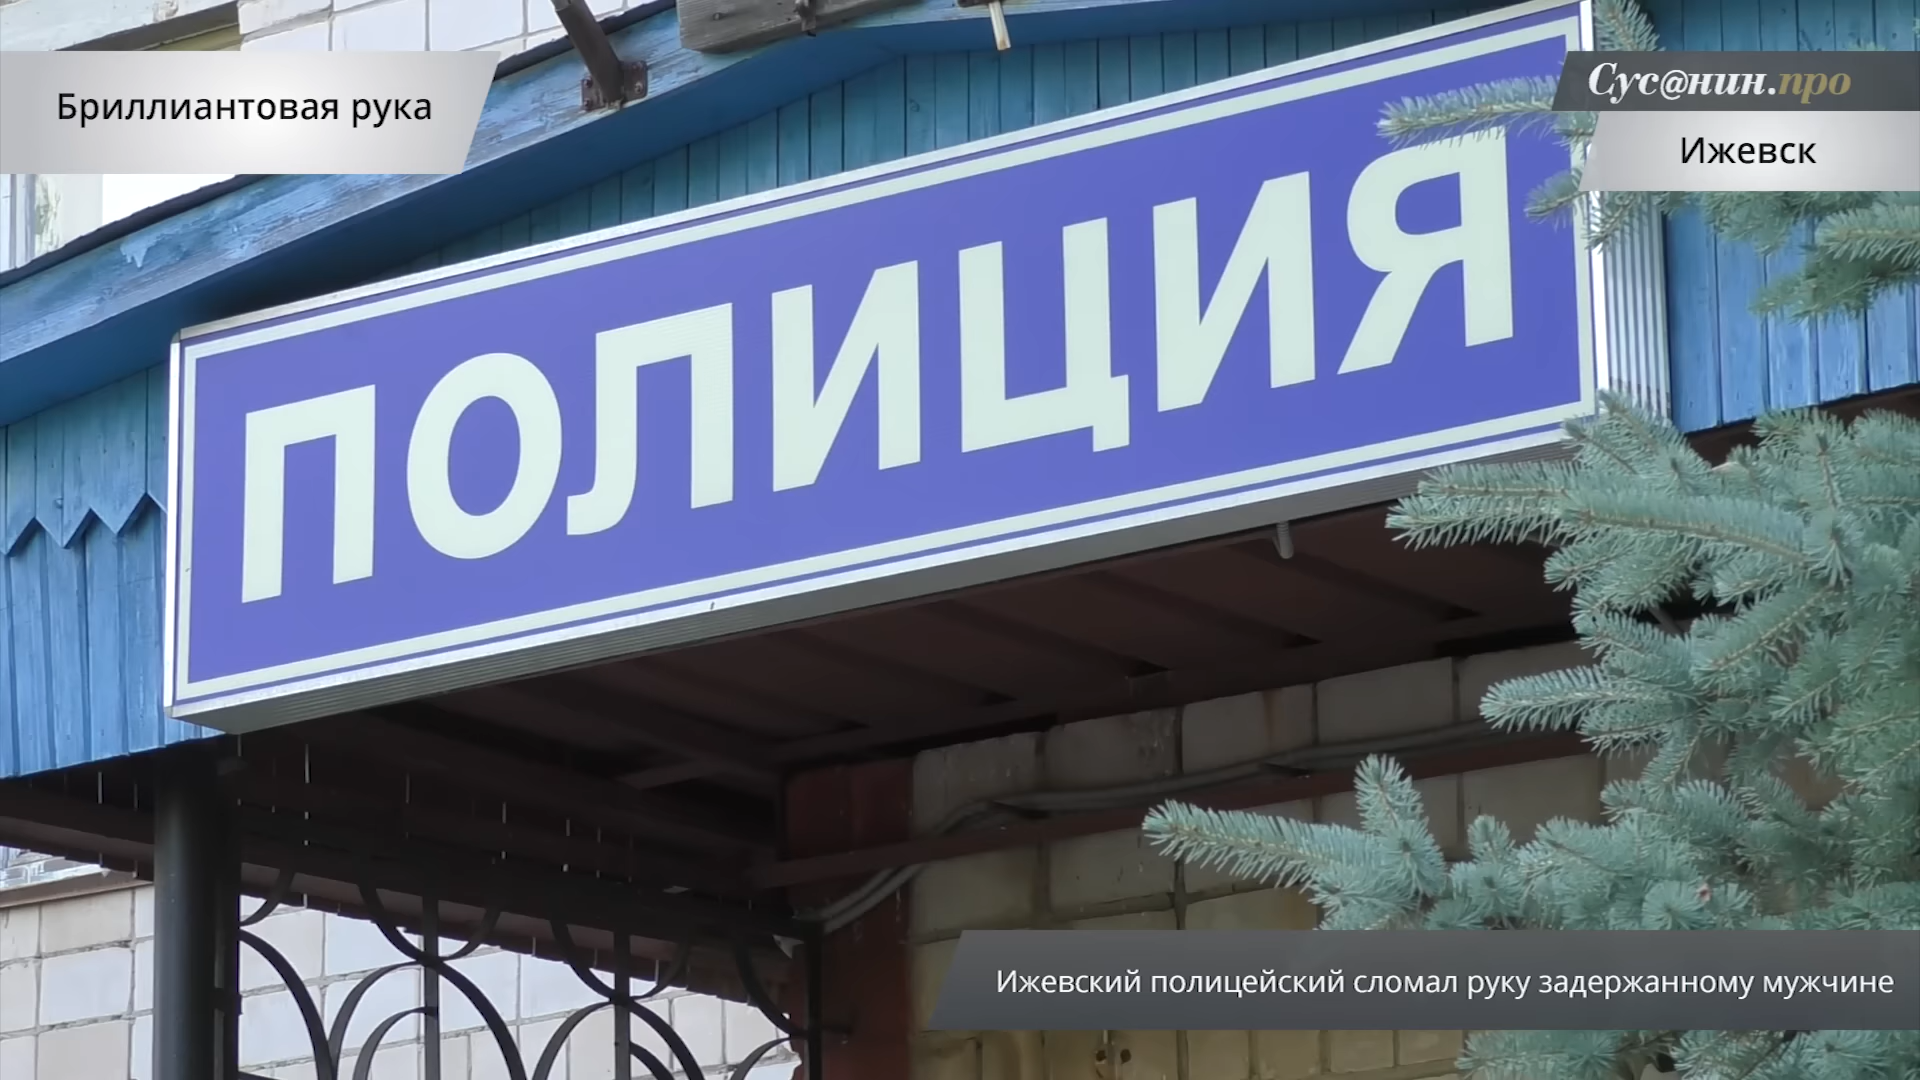 Бриллиантовая рука
Сус@нин.про
Ижевск
ПОЛИЦИЯ
Ижевский полицейский сломал руку задержанному мужчине